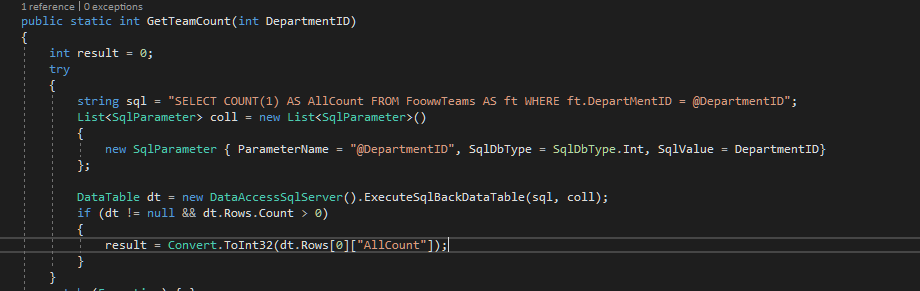 1 reference | 0 exceptions
public static int GetTeamCount(int DepartmentID)
{
int result = 0;
try
{
string sql = "SELECT COUNT(1) AS AllCount FROM FoowwTeams AS ft WHERE ft.DepartMentID = @DepartmentID";
List<SqlParameter> coll = new List<SqlParameter>()
{
new SqlParameter { ParameterName = "@DepartmentID", SqlDbType = SqlDbType.Int, SqlValue = DepartmentID}
};
DataTable dt = new DataAccessSqlServer().ExecuteSqlBackDataTable(sql, coll);
if (dt != null && dt.Rows.Count > 0)
{
result = Convert.ToInt32(dt.Rows[0]["AllCount"]);
}
}